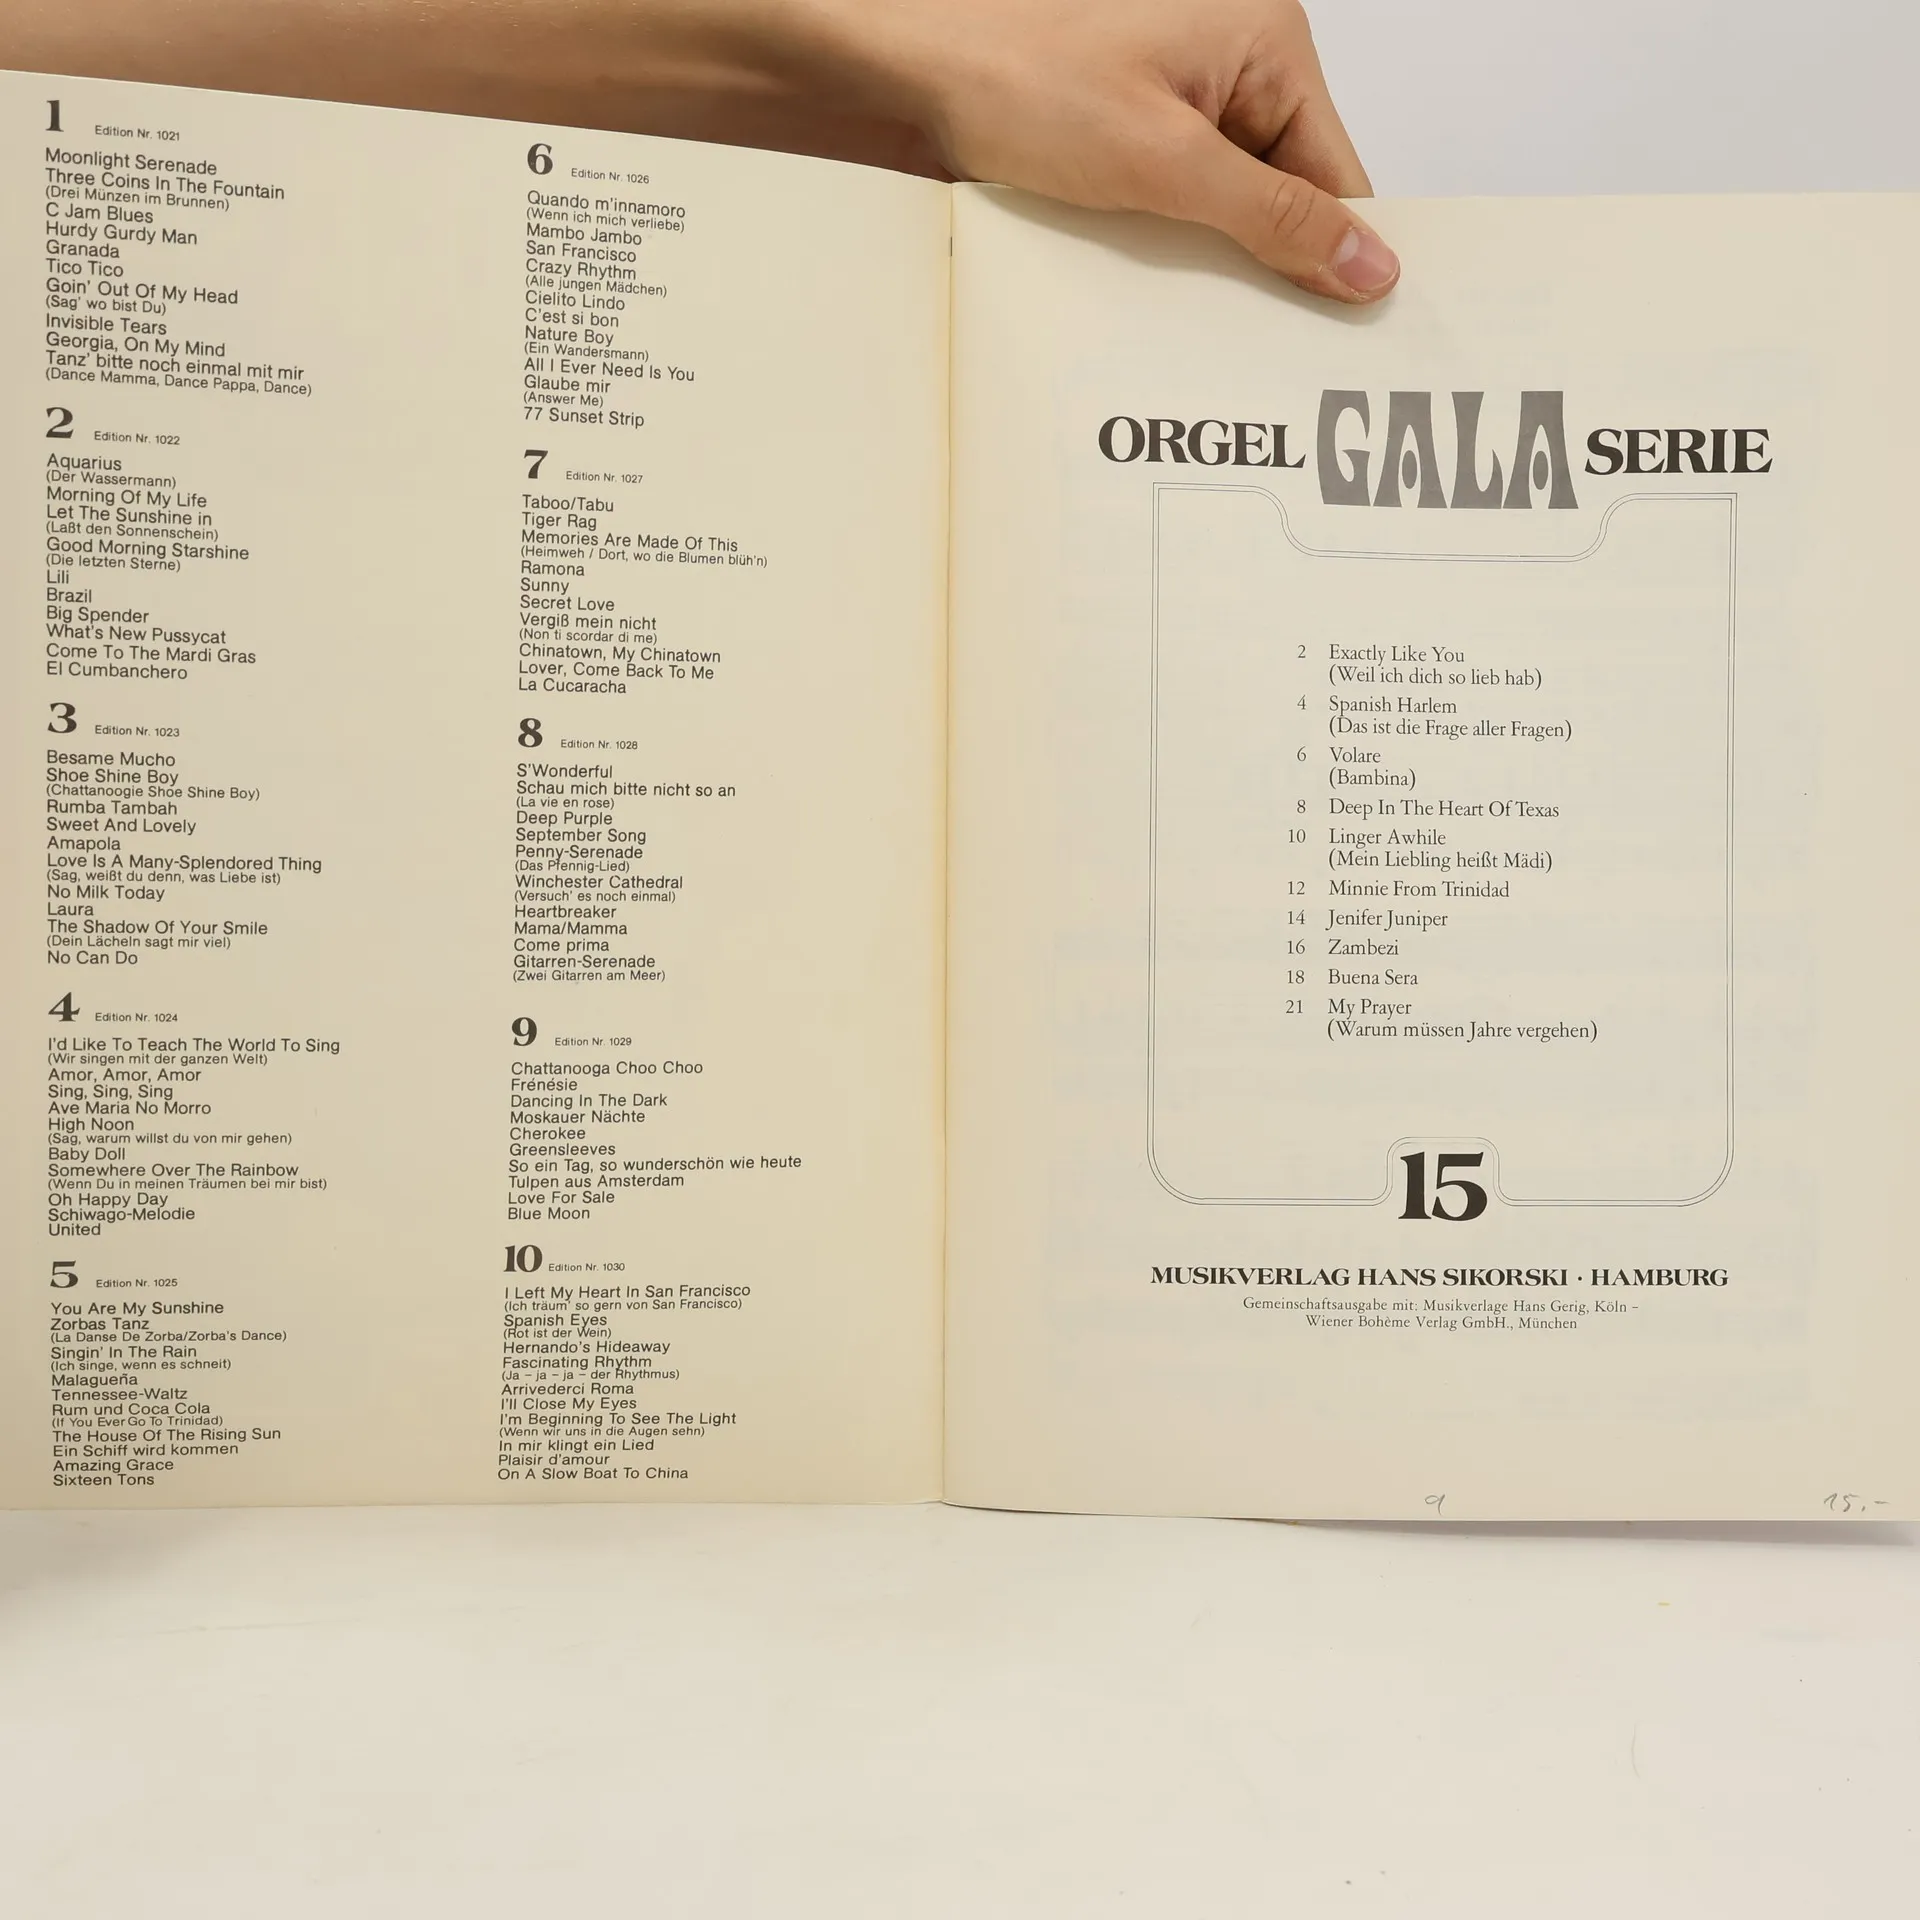 1 Edition Nr. 1021
Moonlight Serenade
Three Coins In The Fountain
(Drei Münzen im Brunnen)
C Jam Blues
Hurdy Gurdy Man
Granada
Tico Tico
Goin' Out Of My Head
(Sag' wo bist Du)
Invisible Tears
Georgia, On My Mind
Tanz' bitte noch einmal mit mir
(Dance Mamma, Dance Pappa, Dance)
2 Edition Nr. 1022
Aquarius
(Der Wassermann)
Morning Of My Life
Let The Sunshine in
(Laßt den Sonnenschein)
Good Morning Starshine
(Die letzten Sterne)
Lili
Brazil
Big Spender
What's New Pussycat
Come To The Mardi Gras
El Cumbanchero
3 Edition Nr. 1023
Besame Mucho
Shoe Shine Boy
(Chattanoogie Shoe Shine Boy)
Rumba Tambah
Sweet And Lovely
Amapola
Love Is A Many-Splendored Thing
(Sag, weißt du denn, was Liebe ist)
No Milk Today
Laura
The Shadow Of Your Smile
(Dein Lächeln sagt mir viel)
No Can Do
4 Edition Nr. 1024
I'd Like To Teach The World To Sing
(Wir singen mit der ganzen Welt)
Amor, Amor, Amor
Sing, Sing, Sing
Ave Maria No Morro
High Noon
(Sag, warum willst du von mir gehen)
Baby Doll
Somewhere Over The Rainbow
(Wenn Du in meinen Träumen bei mir bist)
Oh Happy Day
Schiwago-Melodie
United
5 Edition Nr. 1025
You Are My Sunshine
Zorbas Tanz
(La Danse De Zorba/Zorba's Dance)
Singin' In The Rain
(Ich singe, wenn es schneit)
Malagueña
Tennessee-Waltz
Rum und Coca Cola
(If You Ever Go To Trinidad)
The House Of The Rising Sun
Ein Schiff wird kommen
Amazing Grace
Sixteen Tons
6 Edition Nr. 1026
Quando m'innamoro
(Wenn ich mich verliebe)
Mambo Jambo
San Francisco
Crazy Rhythm
(Alle jungen Mädchen)
Cielito Lindo
C'est si bon
Nature Boy
(Ein Wandersmann)
All I Ever Need Is You
Glaube mir
(Answer Me)
77 Sunset Strip
7 Edition Nr. 1027
Taboo/Tabu
Tiger Rag
Memories Are Made Of This
(Heimweh / Dort, wo die Blumen blüh'n)
Ramona
Sunny
Secret Love
Vergiß mein nicht
(Non ti scordar di me)
Chinatown, My Chinatown
Lover, Come Back To Me
La Cucaracha
8 Edition Nr. 1028
S'Wonderful
Schau mich bitte nicht so an
(La vie en rose)
Deep Purple
September Song
Penny-Serenade
(Das Pfennig-Lied)
Winchester Cathedral
(Versuch' es noch einmal)
Heartbreaker
Mama/Mamma
Come prima
Gitarren-Serenade
(Zwei Gitarren am Meer)
9 Edition Nr. 1029
Chattanooga Choo Choo
Frénésie
Dancing In The Dark
Moskauer Nächte
Cherokee
Greensleeves
So ein Tag, so wunderschön wie heute
Tulpen aus Amsterdam
Love For Sale
Blue Moon
10 Edition Nr. 1030
I Left My Heart In San Francisco
(Ich träum' so gern von San Francisco)
Spanish Eyes
(Rot ist der Wein)
Hernando's Hideaway
Fascinating Rhythm
(Ja – ja – ja – der Rhythmus)
Arrivederci Roma
I'll Close My Eyes
I'm Beginning To See The Light
(Wenn wir uns in die Augen sehn)
In mir klingt ein Lied
Plaisir d'amour
On A Slow Boat To China
ORGEL GALA SERIE
2 Exactly Like You
(Weil ich dich so lieb hab)
4 Spanish Harlem
(Das ist die Frage aller Fragen)
6 Volare
(Bambina)
8 Deep In The Heart Of Texas
10 Linger Awhile
(Mein Liebling heißt Mädi)
12 Minnie From Trinidad
14 Jenifer Juniper
16 Zambezi
18 Buena Sera
21 My Prayer
(Warum müssen Jahre vergehen)
15
MUSIKVERLAG HANS SIKORSKI · HAMBURG
Gemeinschaftsausgabe mit: Musikverlage Hans Gerig, Köln –
Wiener Bohème Verlag GmbH., München
9 15.-